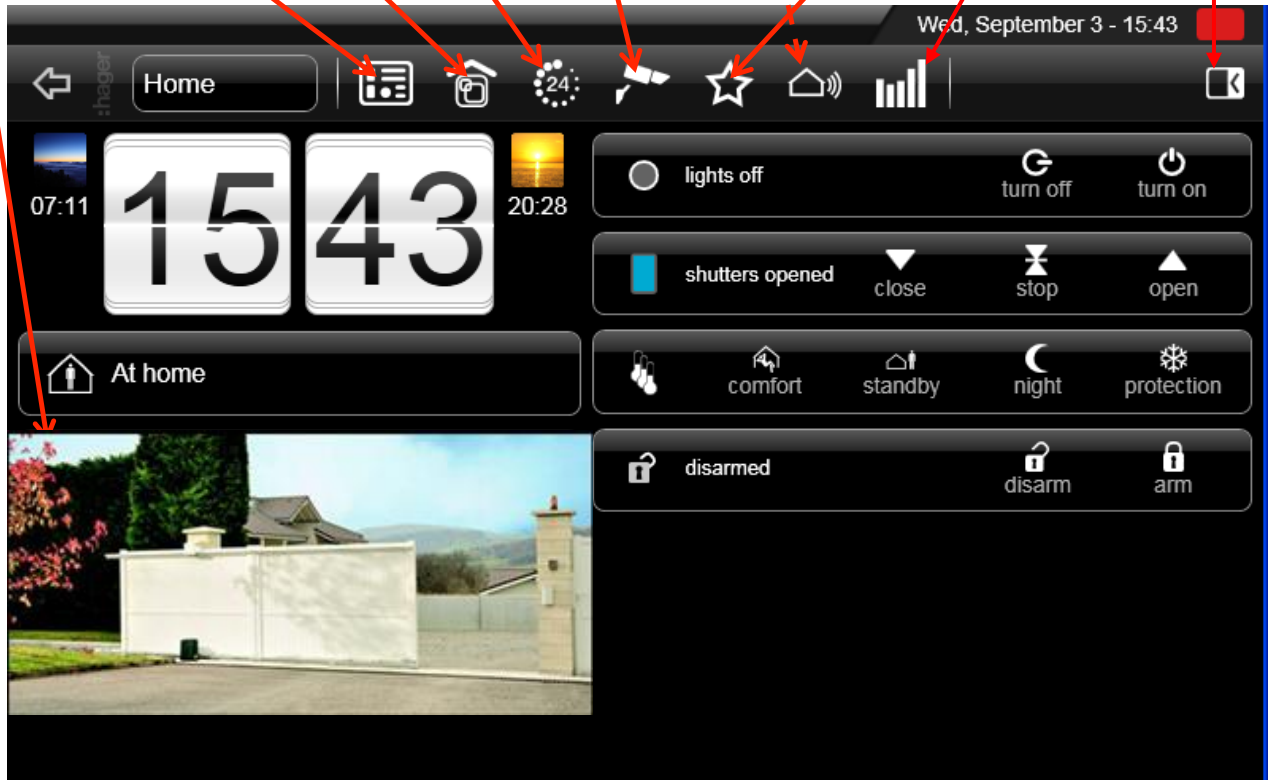 Wed, September 3 - 15:43
:hager
Home
24
07:11
15
43
20:28
lights off
turn off
turn on
shutters opened
close
stop
open
At home
comfort
standby
night
protection
disarmed
disarm
arm